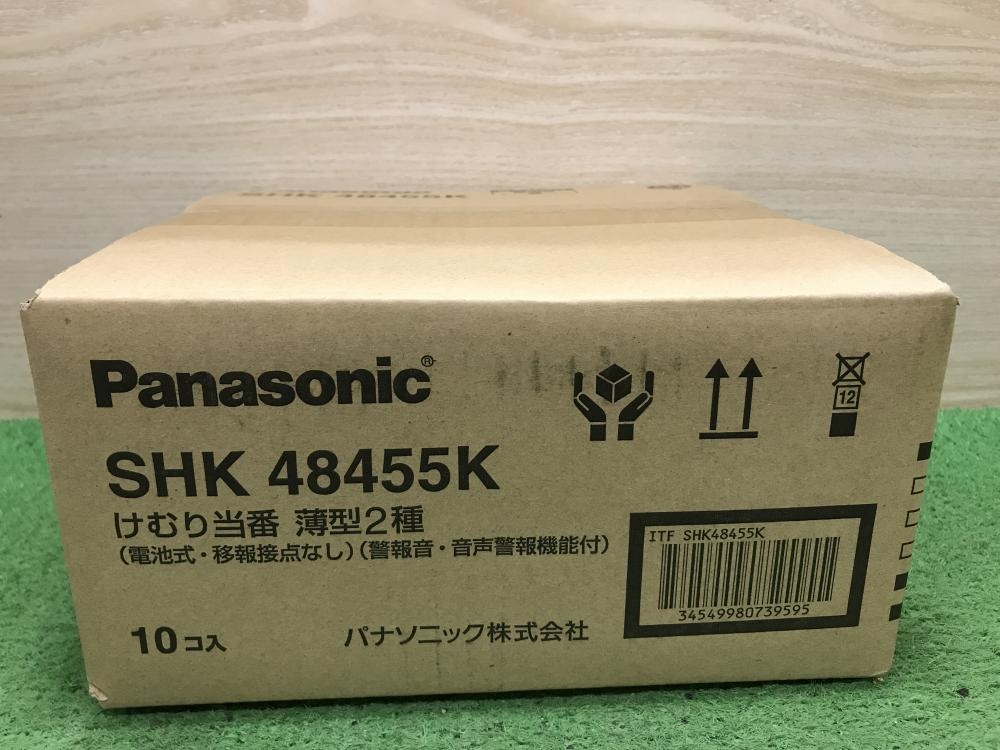 SHK 48455K
Panasonic®
SHK 48455K
けむり当番 薄型2種
(電池式・移報接点なし)(警報音・音声警報機能付)
10コ入
パナソニック株式会社
12
ITF SHK48455K
34549980739595